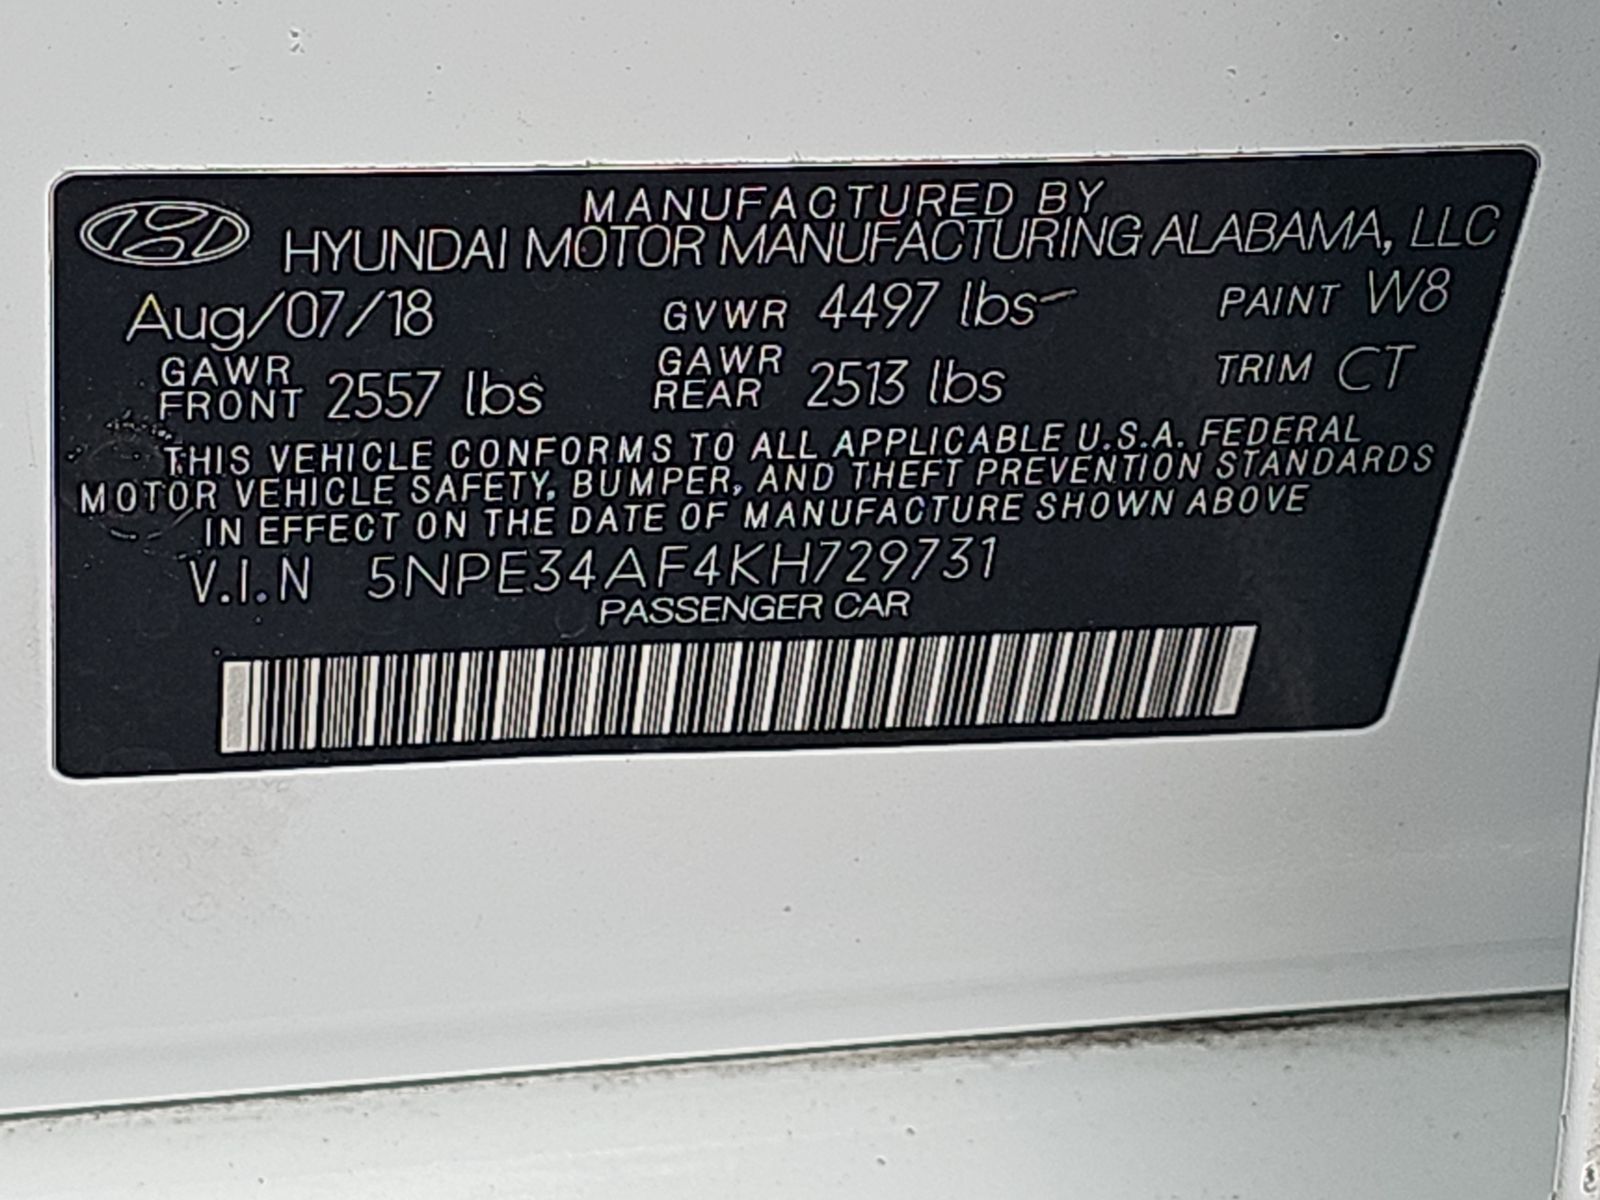 MANUFACTURED BY
HYUNDAI MOTOR MANUFACTURING ALABAMA, LLC
Aug/07/18 GVWR 4497 lbs PAINT W8
GAWR FRONT 2557 lbs GAWR REAR 2513 lbs TRIM CT
THIS VEHICLE CONFORMS TO ALL APPLICABLE U.S.A. FEDERAL
MOTOR VEHICLE SAFETY, BUMPER, AND THEFT PREVENTION STANDARDS
IN EFFECT ON THE DATE OF MANUFACTURE SHOWN ABOVE
V.I.N 5NPE34AF4KH729731
PASSENGER CAR